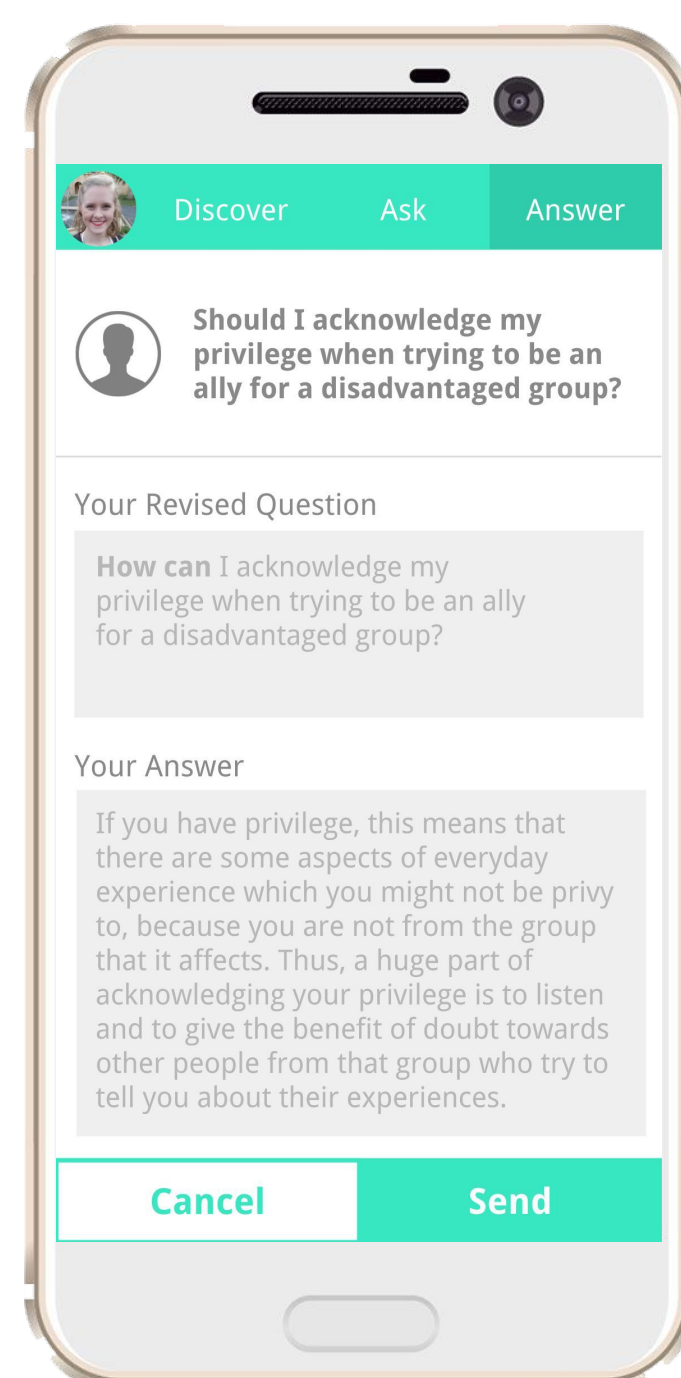 Discover Ask Answer
Should I acknowledge my
privilege when trying to be an
ally for a disadvantaged group?
Your Revised Question
How can I acknowledge my
privilege when trying to be an ally
for a disadvantaged group?
Your Answer
If you have privilege, this means that
there are some aspects of everyday
experience which you might not be privy
to, because you are not from the group
that it affects. Thus, a huge part of
acknowledging your privilege is to listen
and to give the benefit of doubt towards
other people from that group who try to
tell you about their experiences.
Cancel Send